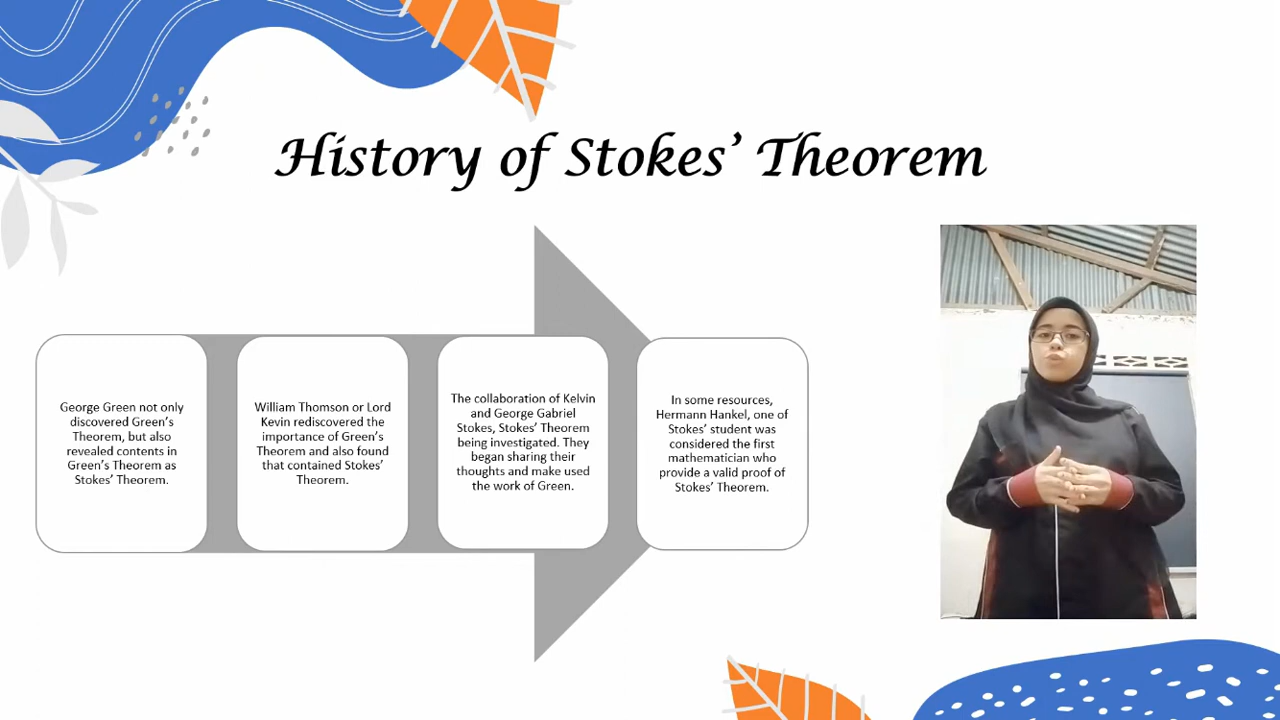 History of Stokes’ Theorem
George Green not only
discovered Green’s
Theorem, but also
revealed contents in
Green’s Theorem as
Stokes’ Theorem.
William Thomson or Lord
Kevin rediscovered the
importance of Green’s
Theorem and also found
that contained Stokes’
Theorem.
The collaboration of Kelvin
and George Gabriel
Stokes, Stokes’ Theorem
being investigated. They
began sharing their
thoughts and make used
the work of Green.
In some resources,
Hermann Hankel, one of
Stokes’ student was
considered the first
mathematician who
provide a valid proof of
Stokes’ Theorem.